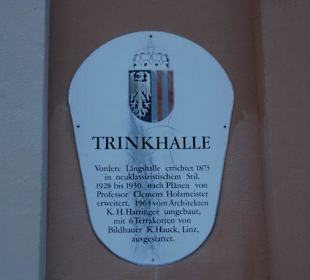 TRINKHALLE
Vordere Längshalle errichtet 1873
in neuklassizistischem Stil.
1928 bis 1930 nach Plänen von
Professor Clemens Holzmeister
erweitert. 1964 vom Architekten
K. H. Hattinger umgebaut,
mit 6 Terrakotten von
Bildhauer K. Hauck, Linz,
ausgestattet.